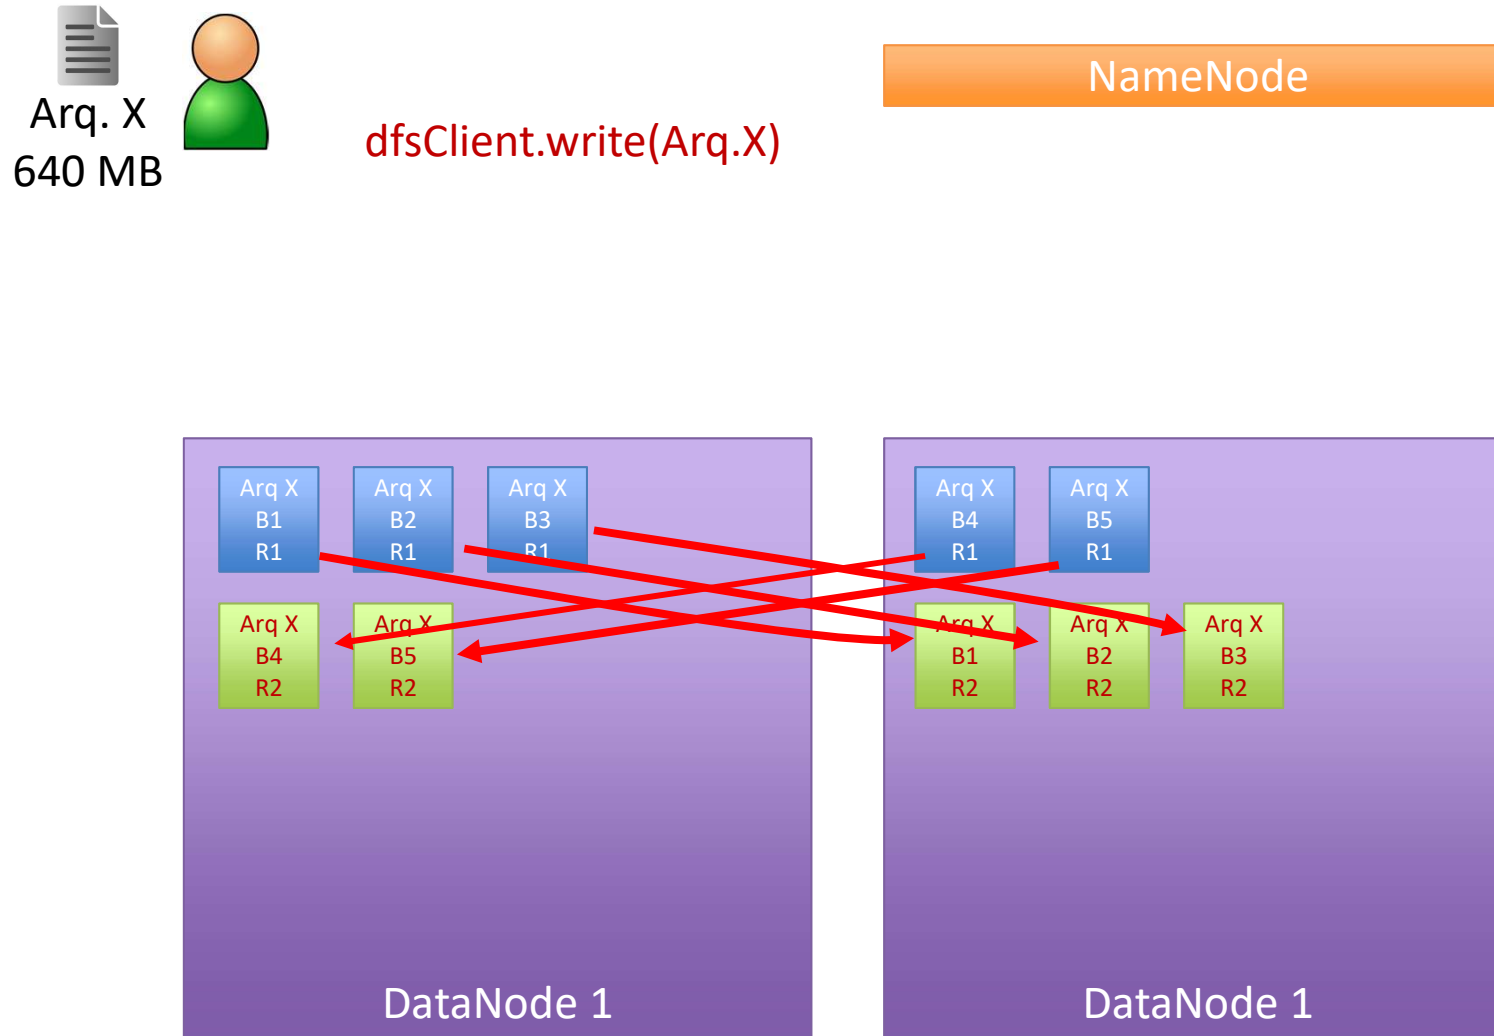 Arq. X
640 MB
dfsClient.write(Arq.X)
NameNode
Arq X
B1
R1
Arq X
B2
R1
Arq X
B3
R1
Arq X
B4
R2
Arq X
B5
R2
DataNode 1
Arq X
B4
R1
Arq X
B5
R1
Arq X
B1
R2
Arq X
B2
R2
Arq X
B3
R2
DataNode 1